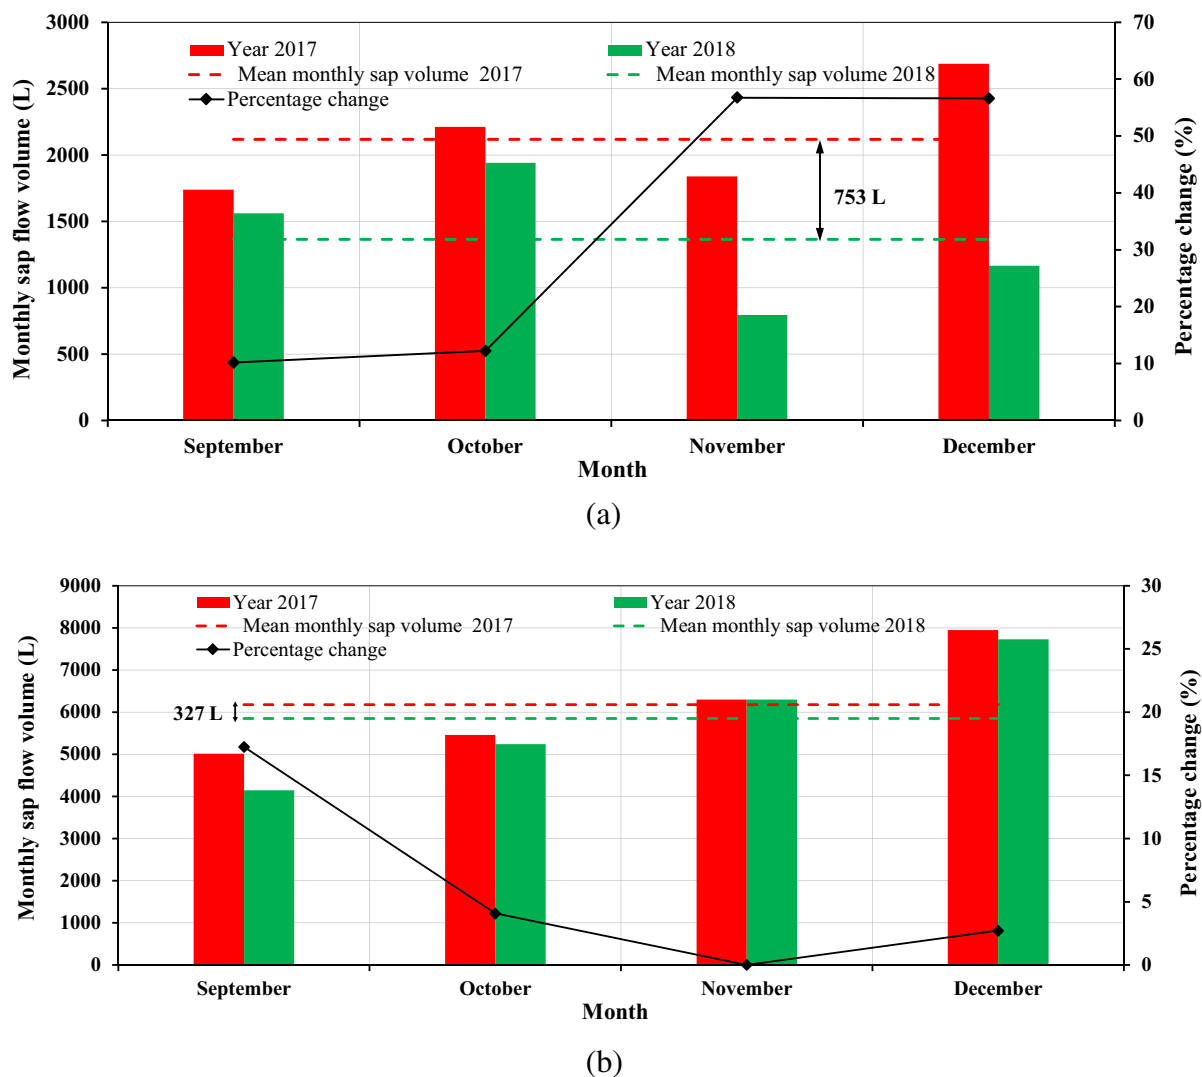 3000
2500
2000
1500
1000
500
0
Monthly sap flow volume (L)
Year 2017
Year 2018
Mean monthly sap volume 2017
Mean monthly sap volume 2018
Percentage change
753 L
70
60
50
40
30
20
10
0
Percentage change (%)
September October November December
Month
(a)
9000
8000
7000
6000
5000
4000
3000
2000
1000
0
Monthly sap flow volume (L)
Year 2017
Year 2018
Mean monthly sap volume 2017
Mean monthly sap volume 2018
Percentage change
327 L
30
25
20
15
10
5
0
Percentage change (%)
September October November December
Month
(b)